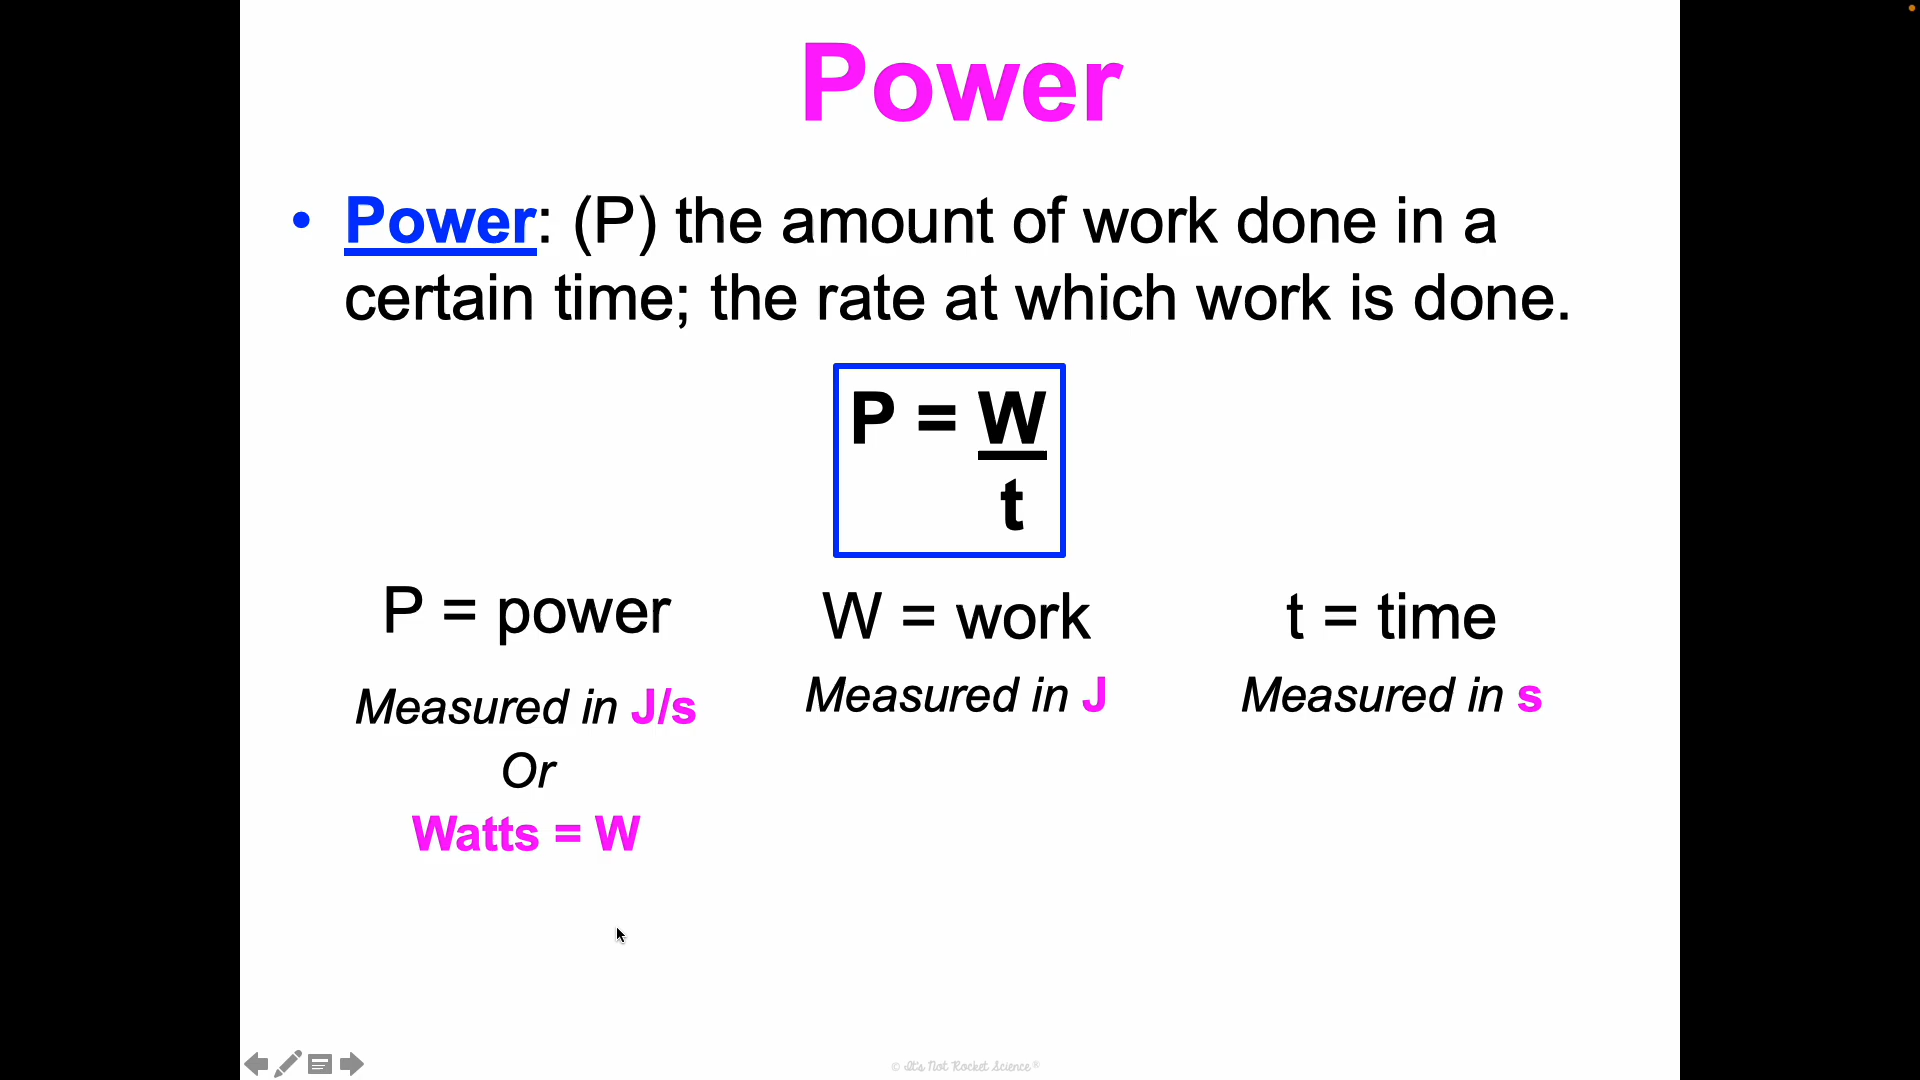 Power
• Power: (P) the amount of work done in a
certain time; the rate at which work is done.
P = W
t
P = power
Measured in J/s
Or
Watts = W
W = work
Measured in J
t = time
Measured in s
© It's Not Rocket Science®